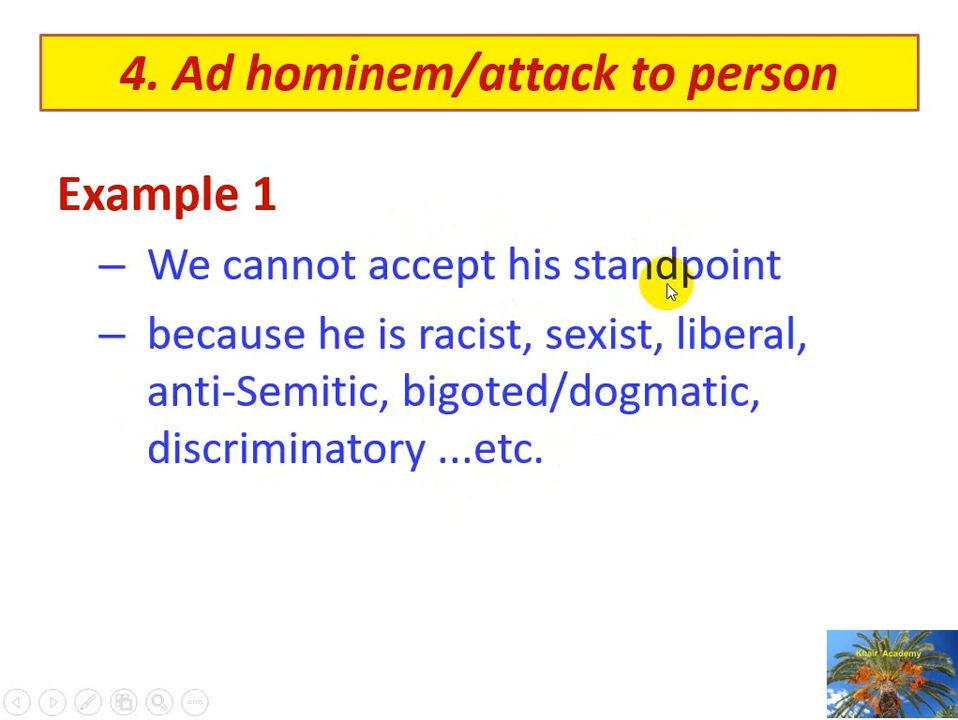 4. Ad hominem/attack to person
Example 1
– We cannot accept his standpoint
– because he is racist, sexist, liberal,
anti-Semitic, bigoted/dogmatic,
discriminatory ...etc.
Khair Academy